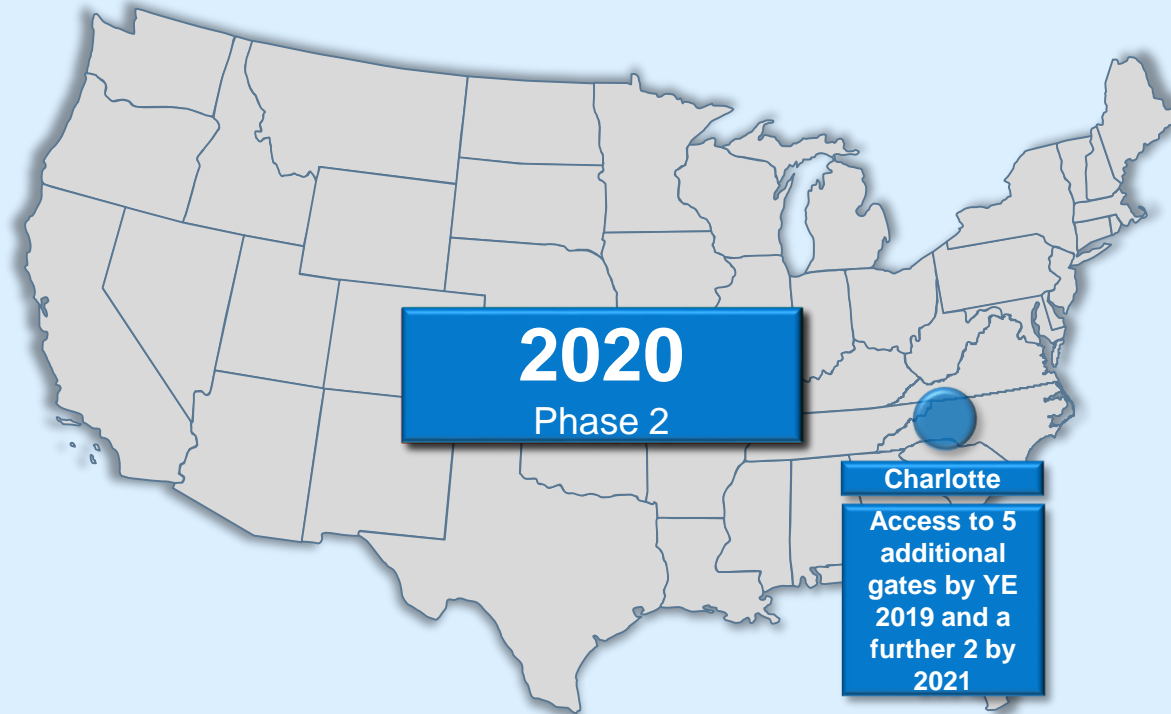 2020
Phase 2
Charlotte
Access to 5
additional
gates by YE
2019 and a
further 2 by
2021